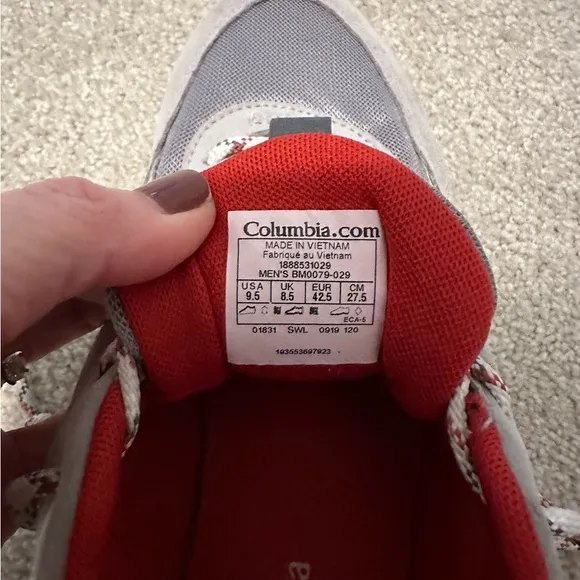 Columbia.com
MADE IN VIETNAM
Fabriqué au Vietnam
1888531029
MEN'S BM0079-029
USA UK EUR CM
9.5 8.5 42.5 27.5
ECA-5
01831 SWL 0919 120
193553697923